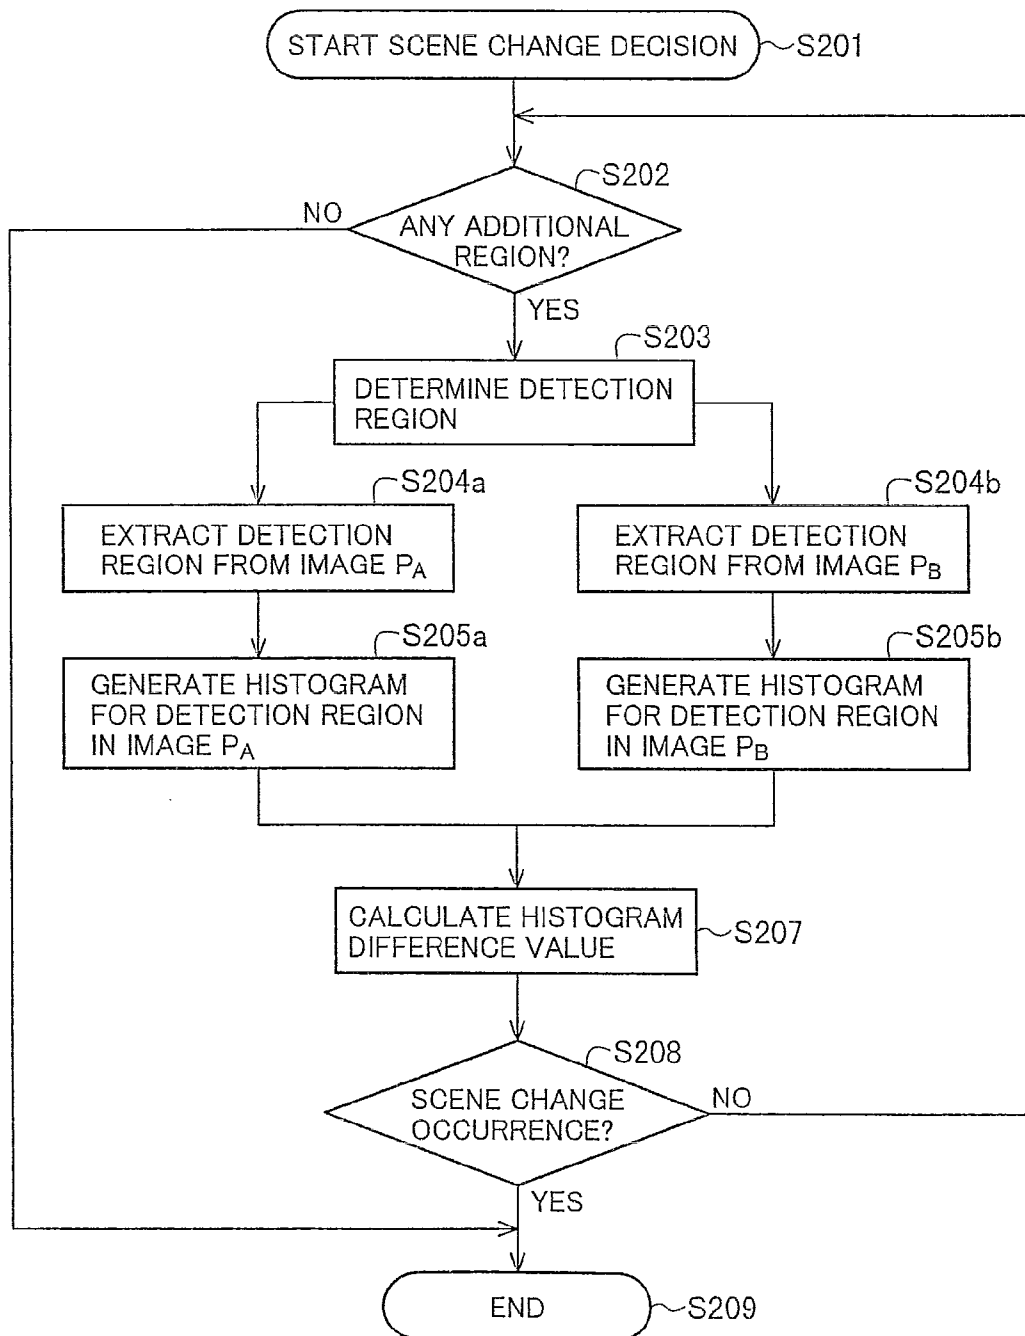 START SCENE CHANGE DECISION
S201
S202
NO
ANY ADDITIONAL
REGION?
YES
S203
DETERMINE DETECTION
REGION
S204a
S204b
EXTRACT DETECTION
REGION FROM IMAGE PA
EXTRACT DETECTION
REGION FROM IMAGE PB
S205a
S205b
GENERATE HISTOGRAM
FOR DETECTION REGION
IN IMAGE PA
GENERATE HISTOGRAM
FOR DETECTION REGION
IN IMAGE PB
CALCULATE HISTOGRAM
DIFFERENCE VALUE
S207
S208
SCENE CHANGE
OCCURRENCE?
NO
YES
END
S209